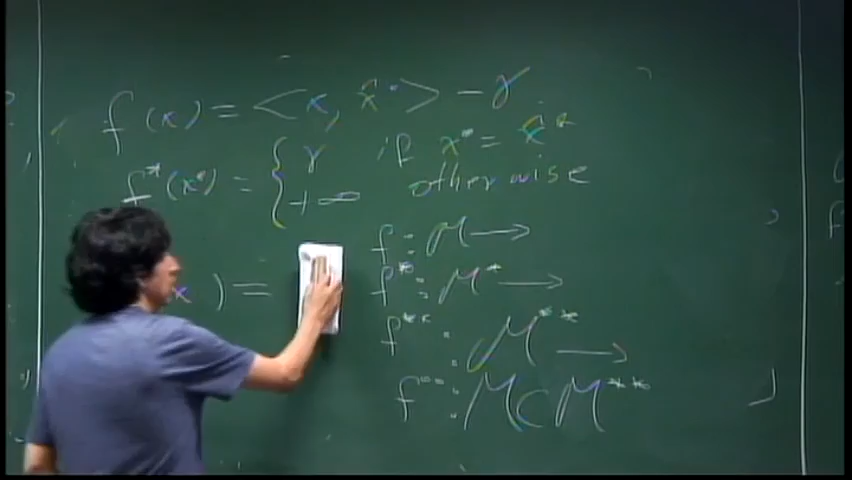 f(x) = <x, x̂*> - γ
f*(x*) = { γ if x* = x̂*
+∞ otherwise
f : M →
x ) =
f* : M* →
f** : M** →
f** : M ⊂ M**